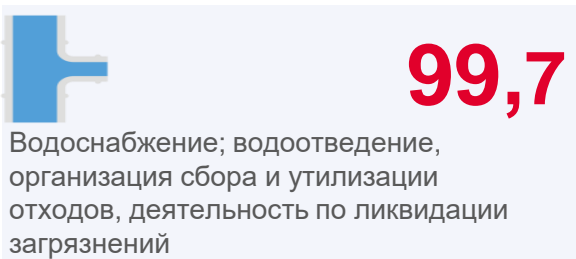 99,7
Водоснабжение; водоотведение,
организация сбора и утилизации
отходов, деятельность по ликвидации
загрязнений